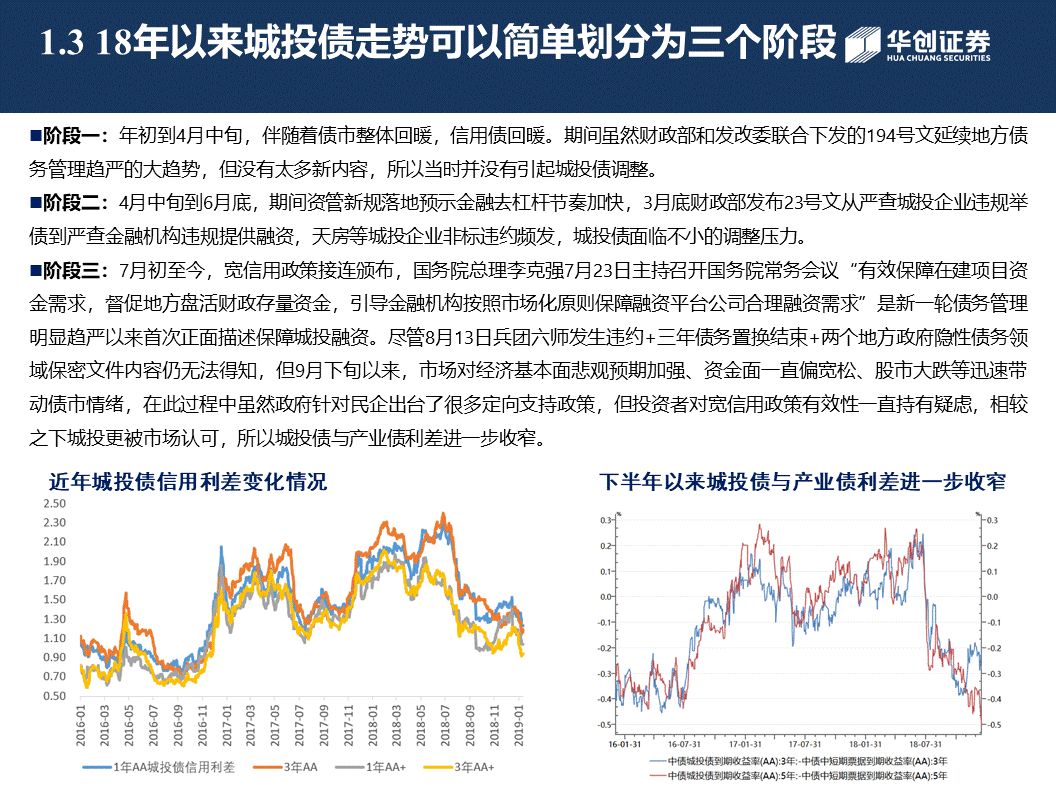 1.3 18年以来城投债走势可以简单划分为三个阶段
华创证券
HUA CHUANG SECURITIES
■阶段一：年初到4月中旬，伴随着债市整体回暖，信用债回暖。期间虽然财政部和发改委联合下发的194号文延续地方债
务管理趋严的大趋势，但没有太多新内容，所以当时并没有引起城投债调整。
■阶段二：4月中旬到6月底，期间资管新规落地预示金融去杠杆节奏加快，3月底财政部发布23号文从严查城投企业违规举
债到严查金融机构违规提供融资，天房等城投企业非标违约频发，城投债面临不小的调整压力。
■阶段三：7月初至今，宽信用政策接连颁布，国务院总理李克强7月23日主持召开国务院常务会议“有效保障在建项目资
金需求，督促地方盘活财政存量资金，引导金融机构按照市场化原则保障融资平台公司合理融资需求”是新一轮债务管理
明显趋严以来首次正面描述保障城投融资。尽管8月13日兵团六师发生违约+三年债务置换结束+两个地方政府隐性债务领
域保密文件内容仍无法得知，但9月下旬以来，市场对经济基本面悲观预期加强、资金面一直偏宽松、股市大跌等迅速带
动债市情绪，在此过程中虽然政府针对民企出台了很多定向支持政策，但投资者对宽信用政策有效性一直持有疑虑，相较
之下城投更被市场认可，所以城投债与产业债利差进一步收窄。
近年城投债信用利差变化情况
2.50
2.30
2.10
1.90
1.70
1.50
1.30
1.10
0.90
0.70
0.50
2016-01
2016-03
2016-05
2016-07
2016-09
2016-11
2017-01
2017-03
2017-05
2017-07
2017-09
2017-11
2018-01
2018-03
2018-05
2018-07
2018-09
2018-11
2019-01
1年AA城投债信用利差 3年AA 1年AA+ 3年AA+
下半年以来城投债与产业债利差进一步收窄
% %
0.3 0.3
0.2 0.2
0.1 0.1
0.0 0.0
-0.1 -0.1
-0.2 -0.2
-0.3 -0.3
-0.4 -0.4
-0.5 -0.5
16-01-31 16-07-31 17-01-31 17-07-31 18-01-31 18-07-31
中债城投债到期收益率(AA):3年:-中债中短期票据到期收益率(AA):3年
中债城投债到期收益率(AA):5年:-中债中短期票据到期收益率(AA):5年